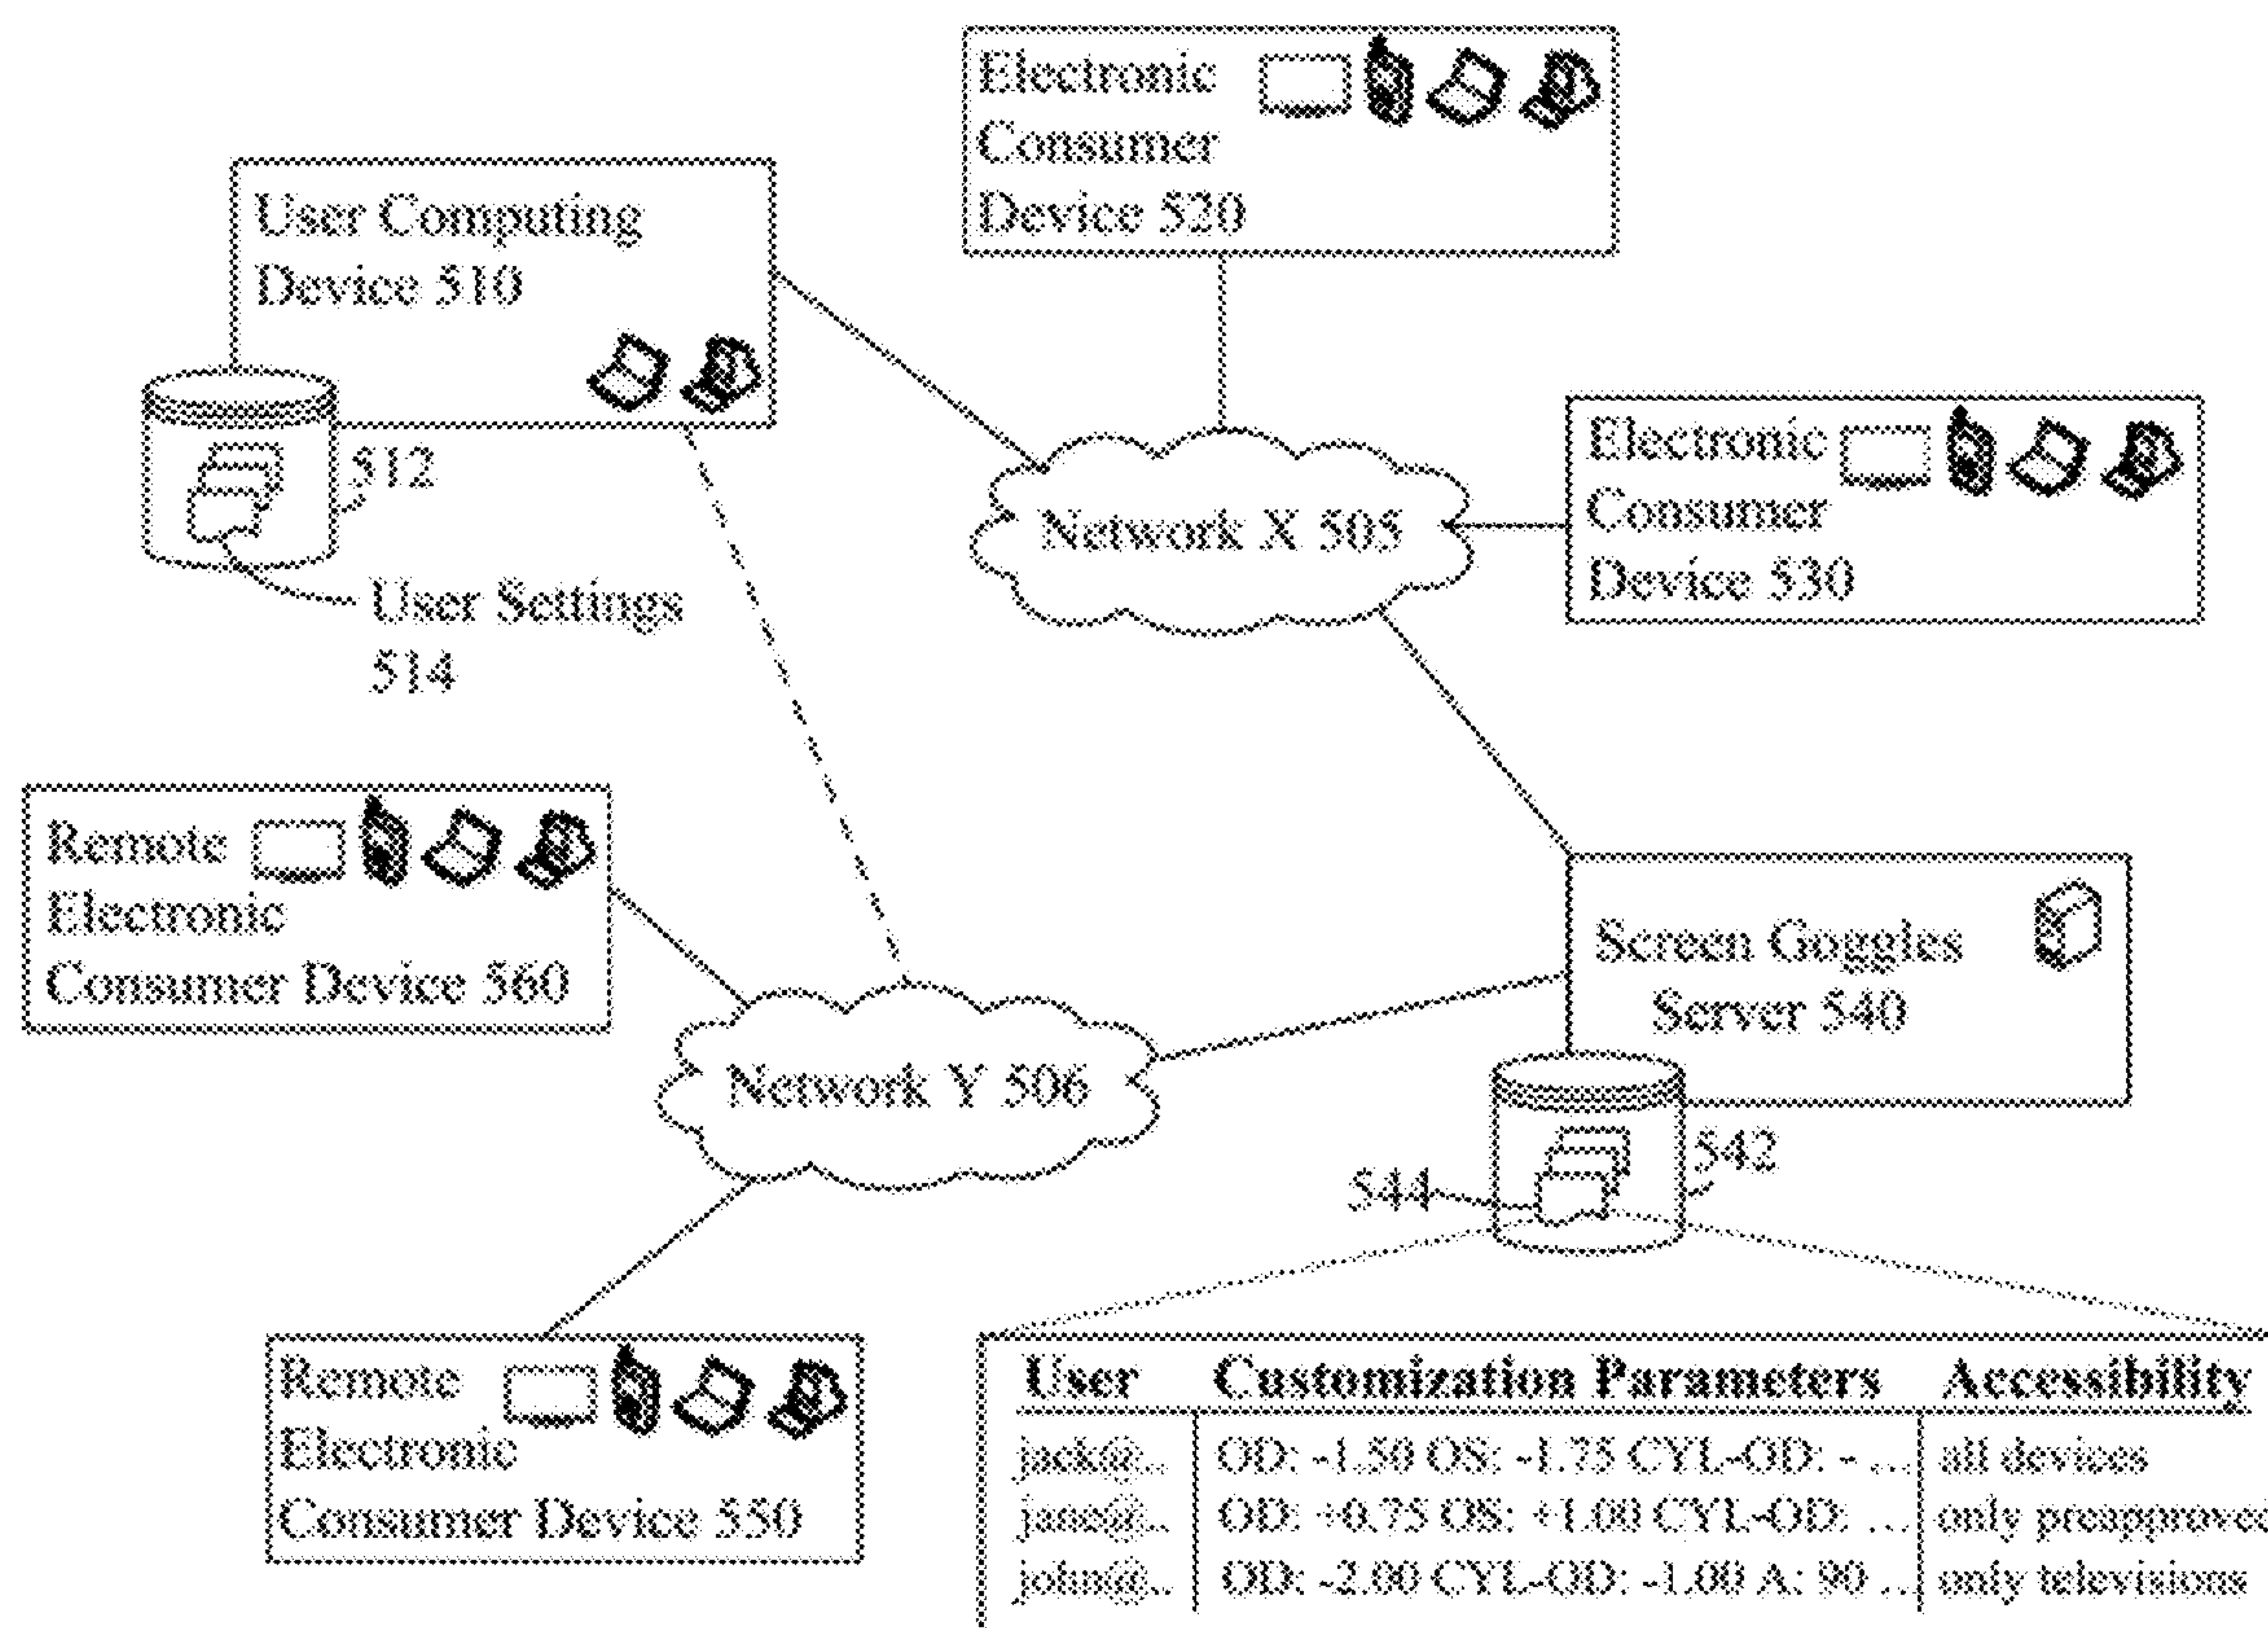 Electronic
Consumer
Device 520
User Computing
Device 510
512
User Settings
514
Network X 505
Electronic
Consumer
Device 530
Remote
Electronic
Consumer Device 560
Screen Goggles
Server 540
Network Y 506
542
544
Remote
Electronic
Consumer Device 550
User Customization Parameters Accessibility
jack@... OD: -1.50 OS: -1.75 CYL-OD: - ... all devices
jane@... OD: +0.75 OS: +1.00 CYL-OD: ... only preapproved
john@... OD: -2.00 CYL-OD: -1.00 A: 90 ... only televisions